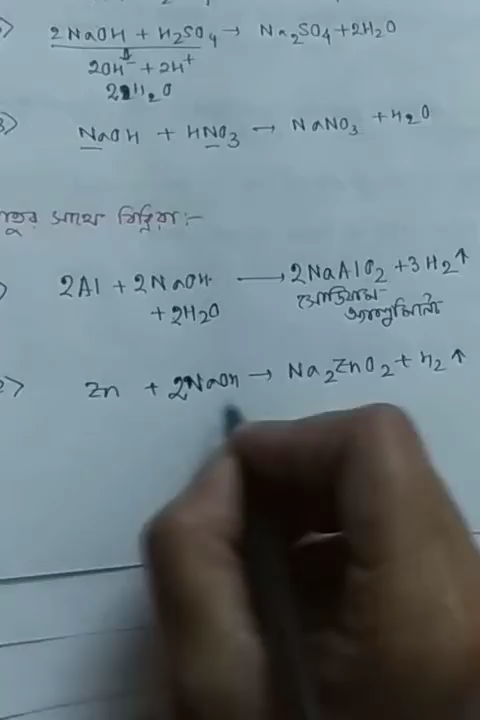 2NaOH + H₂SO₄ → Na₂SO₄ + 2H₂O
2OH⁻ + 2H⁺
2H₂O
NaOH + HNO₃ → NaNO₃ + H₂O
সাথে বিক্রিয়া:-
2Al + 2NaOH → 2NaAlO₂ + 3H₂↑
+ 2H₂O সোডিয়াম
অ্যালুমিনেট
Zn + 2NaOH → Na₂ZnO₂ + H₂↑